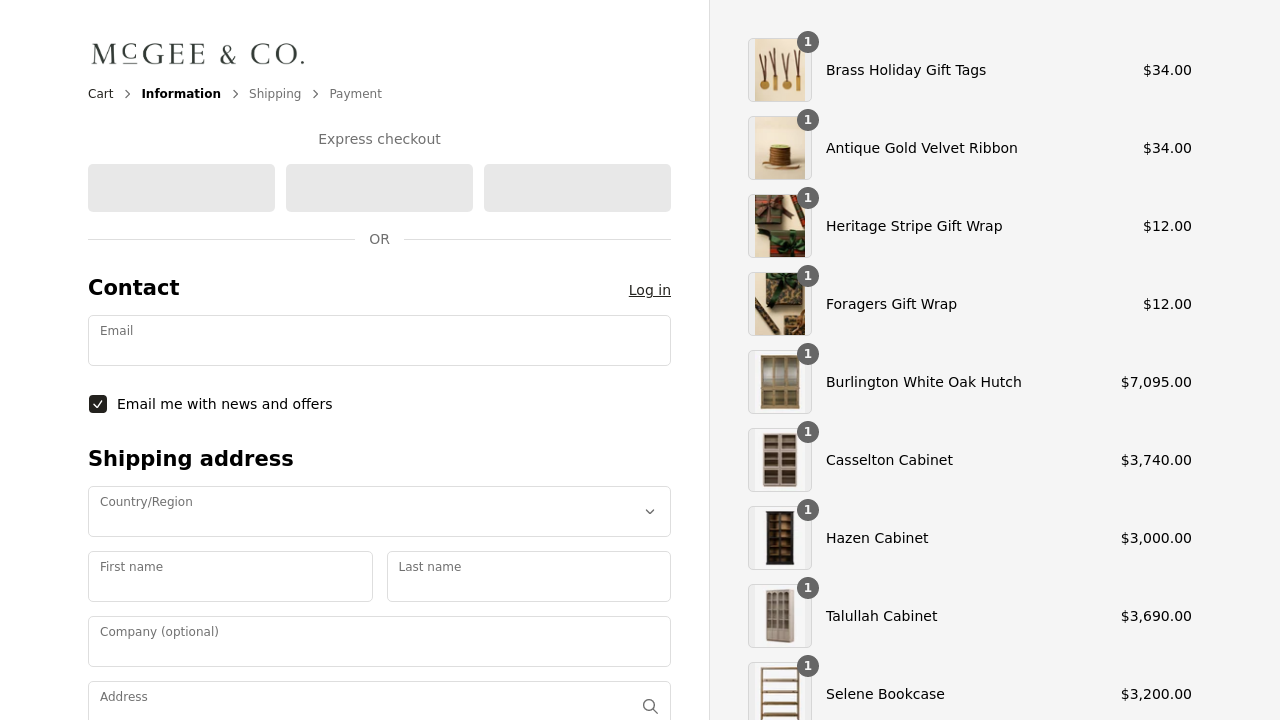 McGEE & CO.
Cart > Information > Shipping > Payment
Express checkout
OR
Contact
Log in
Email
Email me with news and offers
Shipping address
Country/Region
First name
Last name
Company (optional)
Address
1
Brass Holiday Gift Tags
$34.00
1
Antique Gold Velvet Ribbon
$34.00
1
Heritage Stripe Gift Wrap
$12.00
1
Foragers Gift Wrap
$12.00
1
Burlington White Oak Hutch
$7,095.00
1
Casselton Cabinet
$3,740.00
1
Hazen Cabinet
$3,000.00
1
Talullah Cabinet
$3,690.00
1
Selene Bookcase
$3,200.00